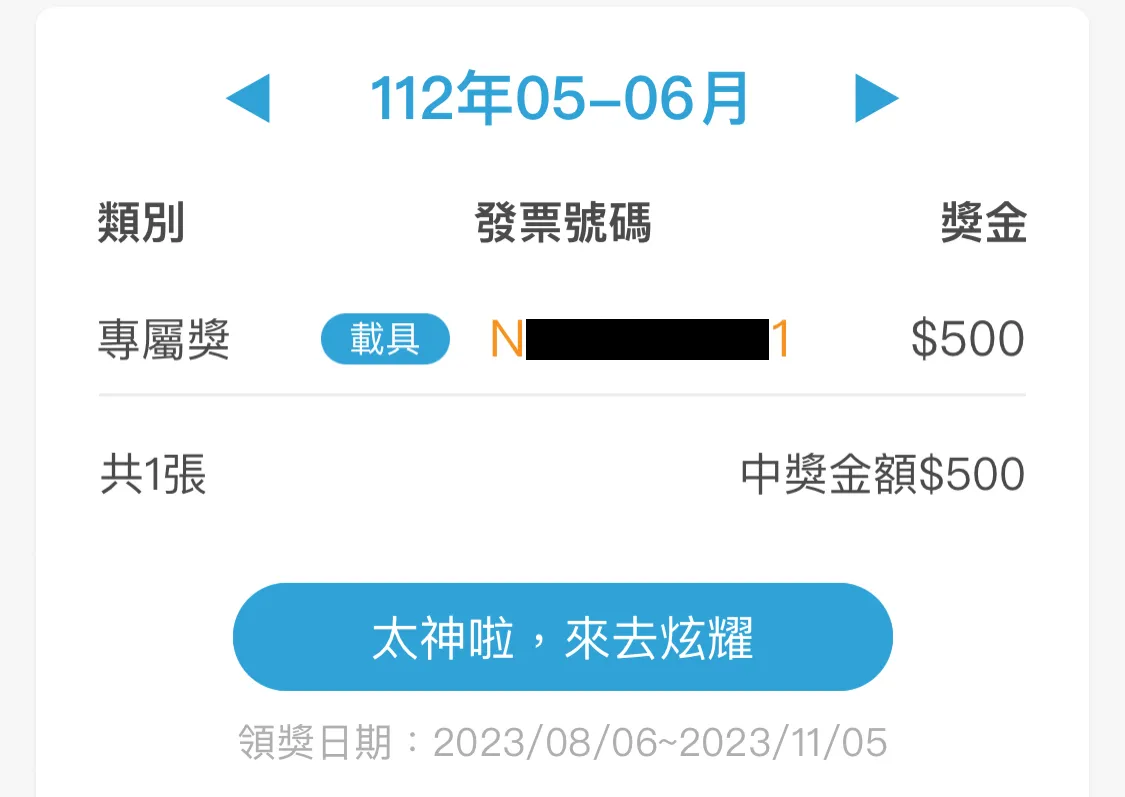 112年05-06月
類別 發票號碼 獎金
專屬獎 載具 N 1 $500
共1張 中獎金額$500
太神啦，來去炫耀
領獎日期：2023/08/06~2023/11/05